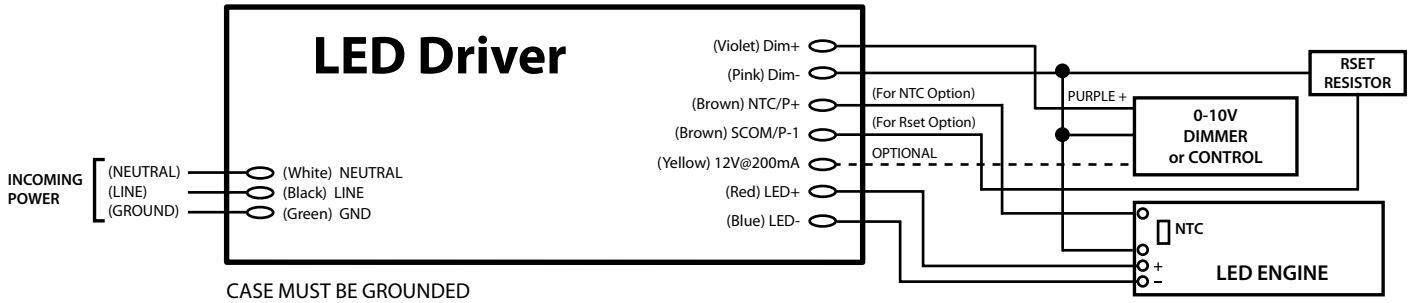 LED Driver
(Violet) Dim+
(Pink) Dim-
(Brown) NTC/P+
(Brown) SCOM/P-1
(Yellow) 12V@200mA
(Red) LED+
(Blue) LED-
(For NTC Option)
(For Rset Option)
OPTIONAL
PURPLE +
RSET
RESISTOR
0-10V
DIMMER
or CONTROL
INCOMING
POWER
(NEUTRAL)
(LINE)
(GROUND)
(White) NEUTRAL
(Black) LINE
(Green) GND
NTC
+
−
LED ENGINE
CASE MUST BE GROUNDED